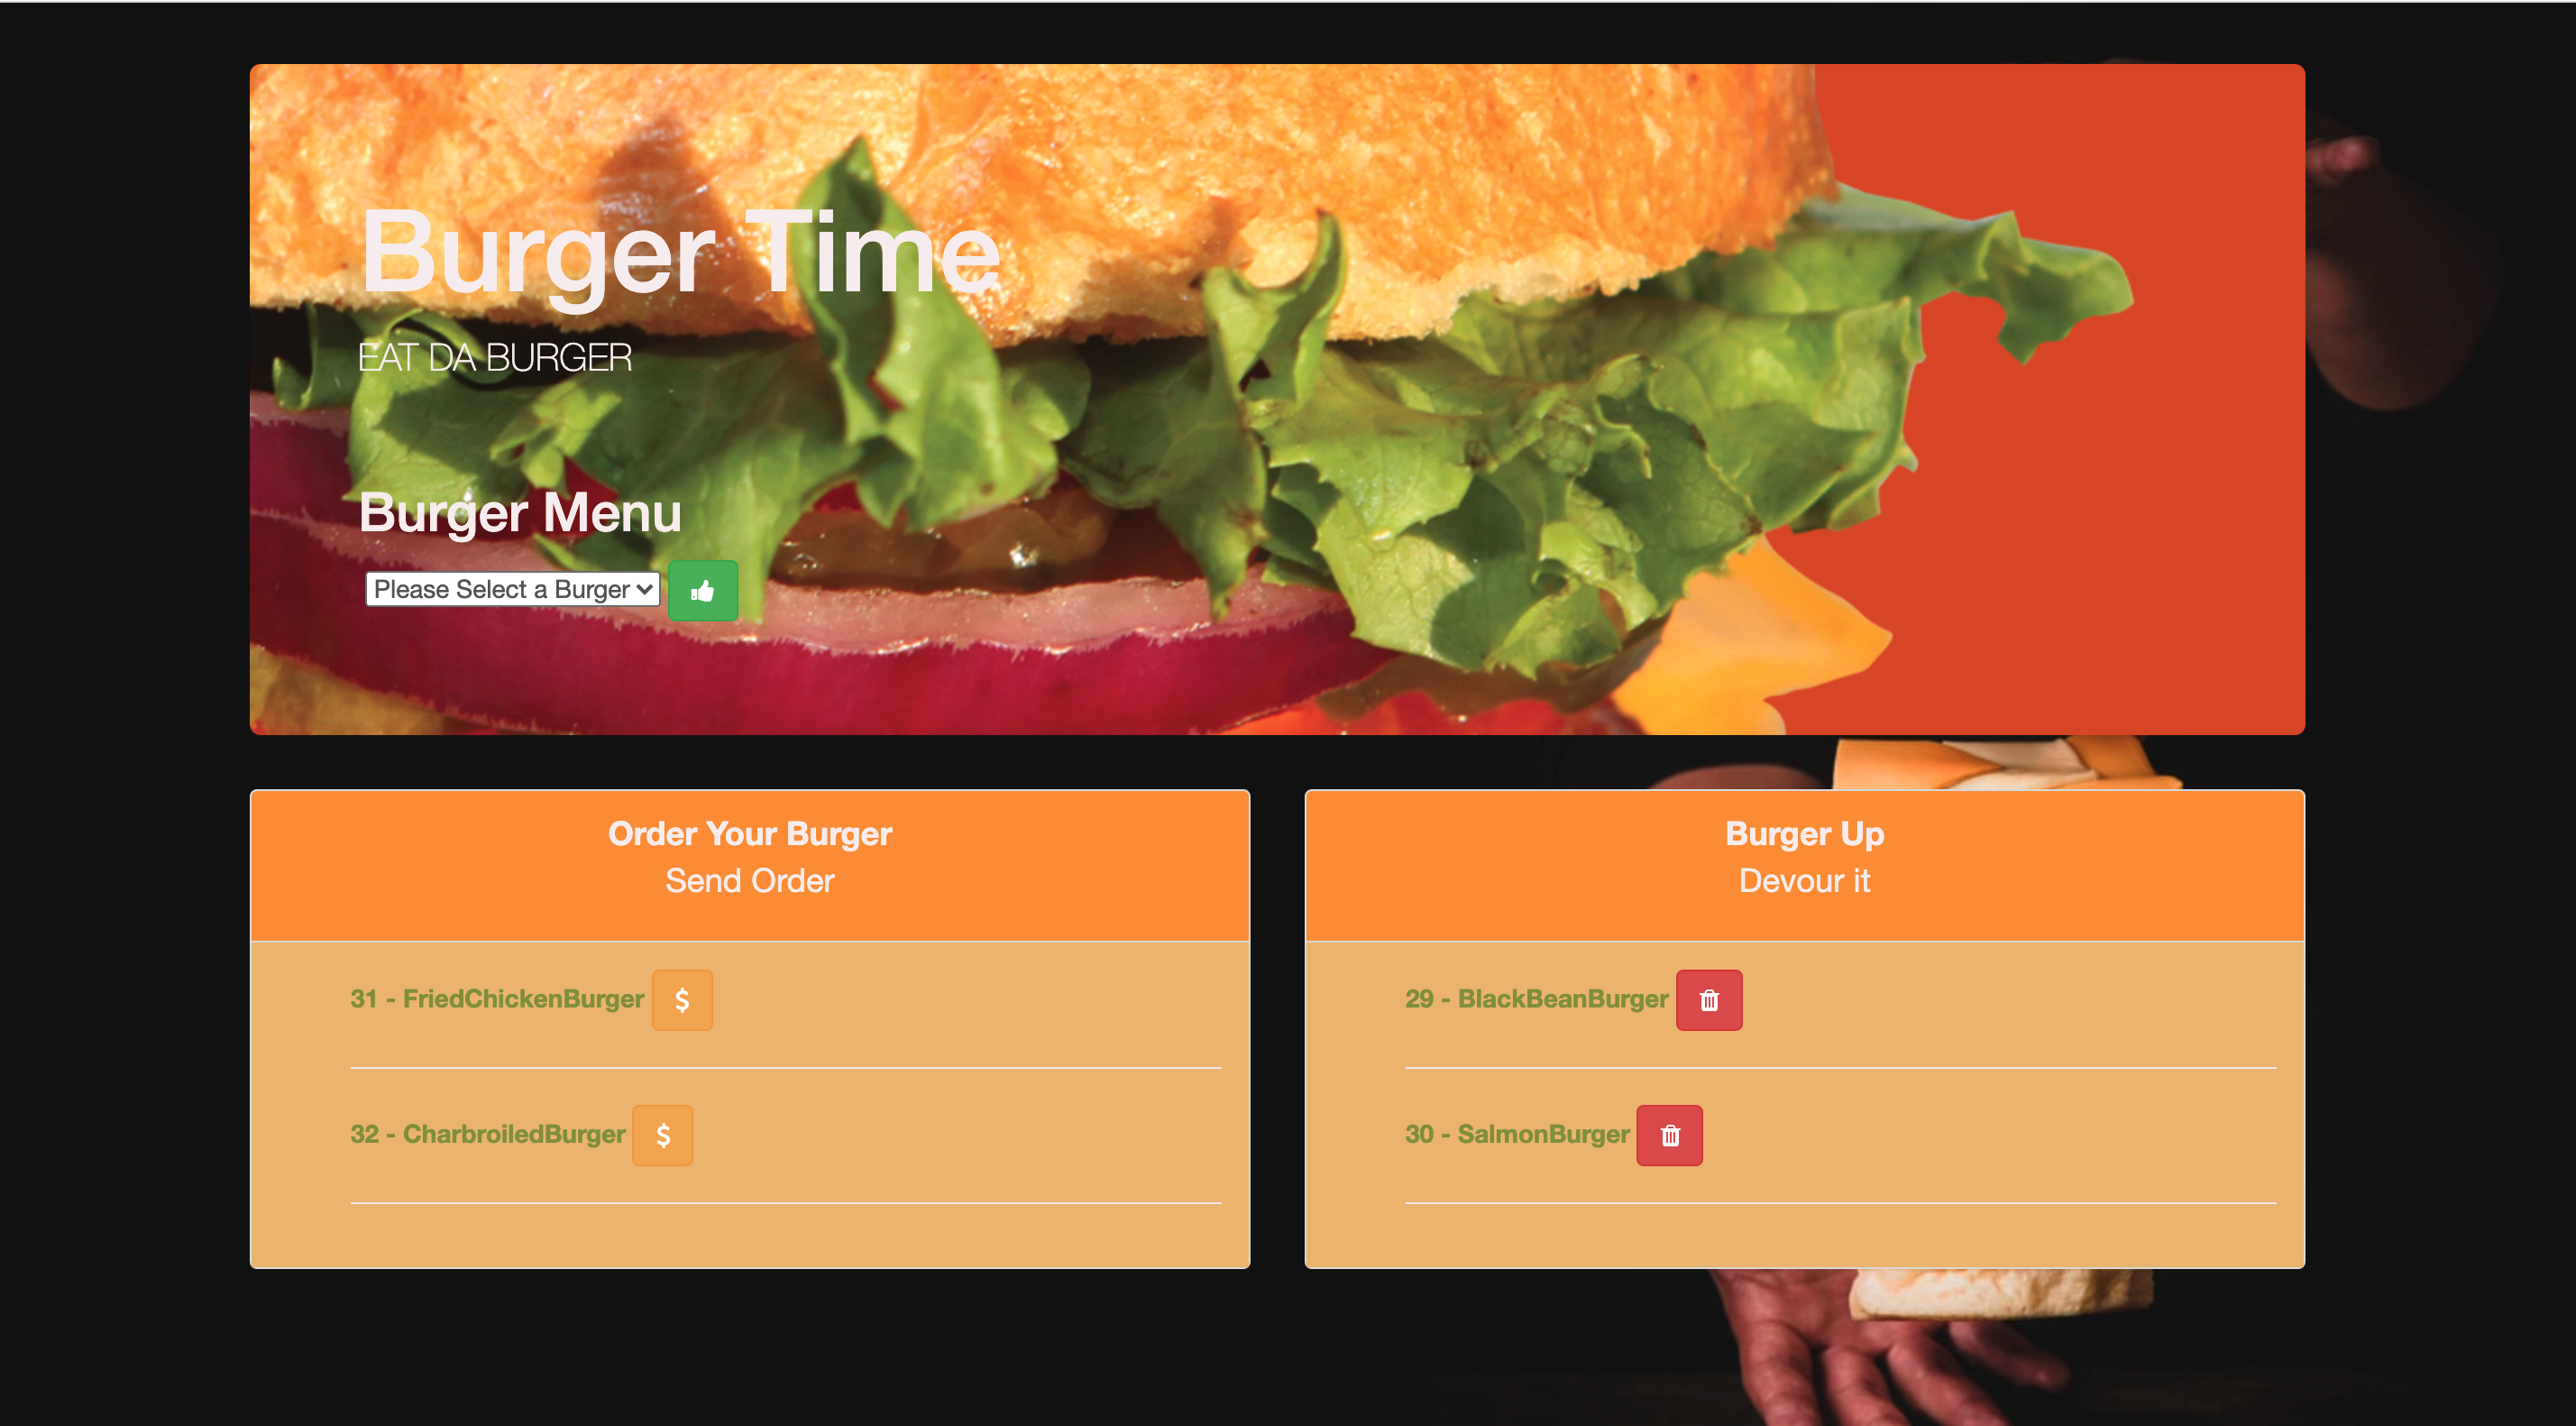 Burger Time
EAT DA BURGER
Burger Menu
Please Select a Burger
Order Your Burger
Send Order
31 - FriedChickenBurger $
32 - CharbroiledBurger $
Burger Up
Devour it
29 - BlackBeanBurger
30 - SalmonBurger